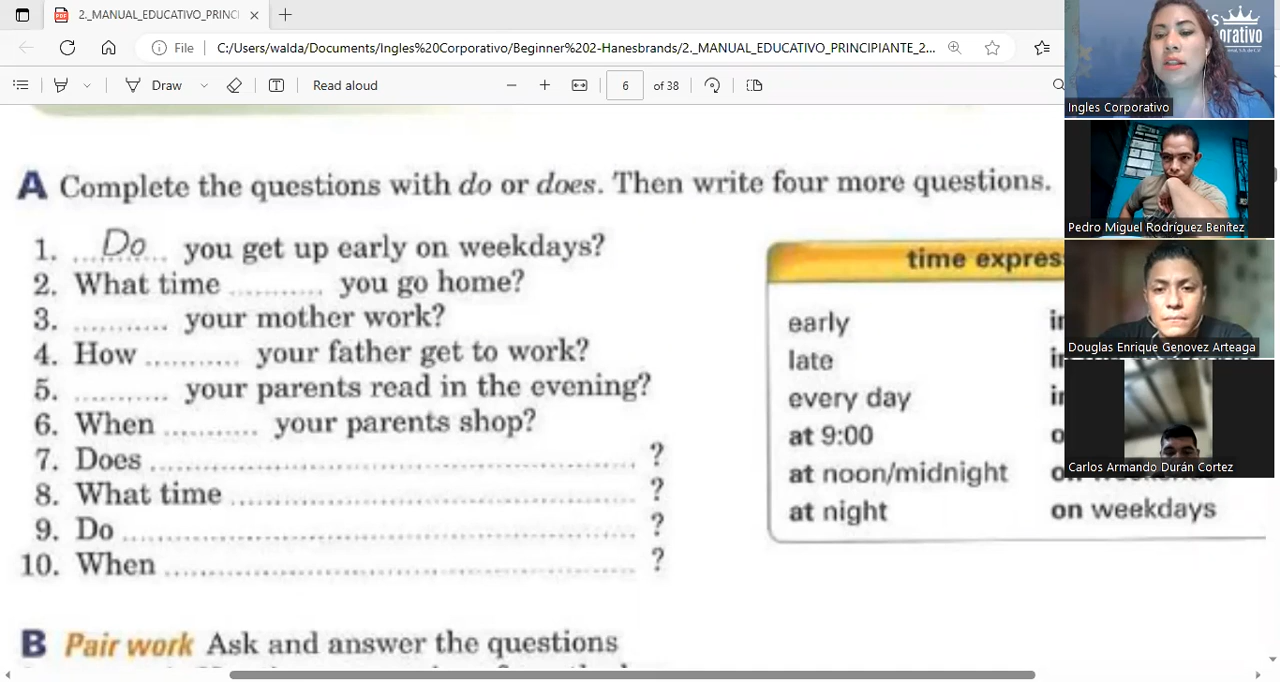 2._MANUAL_EDUCATIVO_PRINCI
File
C:/Users/walda/Documents/Ingles%20Corporativo/Beginner%202-Hanesbrands/2._MANUAL_EDUCATIVO_PRINCIPIANTE_2...
Draw
Read aloud
6 of 38
A Complete the questions with do or does. Then write four more questions.
1. ...Do... you get up early on weekdays?
2. What time ........... you go home?
3. ........... your mother work?
4. How ........... your father get to work?
5. ........... your parents read in the evening?
6. When ........... your parents shop?
7. Does ........... ?
8. What time ........... ?
9. Do ........... ?
10. When ........... ?
time expres
early
late
every day
at 9:00
at noon/midnight
at night
on weekdays
B Pair work Ask and answer the questions
Ingles Corporativo
Pedro Miguel Rodríguez Benítez
Douglas Enrique Genovez Arteaga
Carlos Armando Durán Cortez